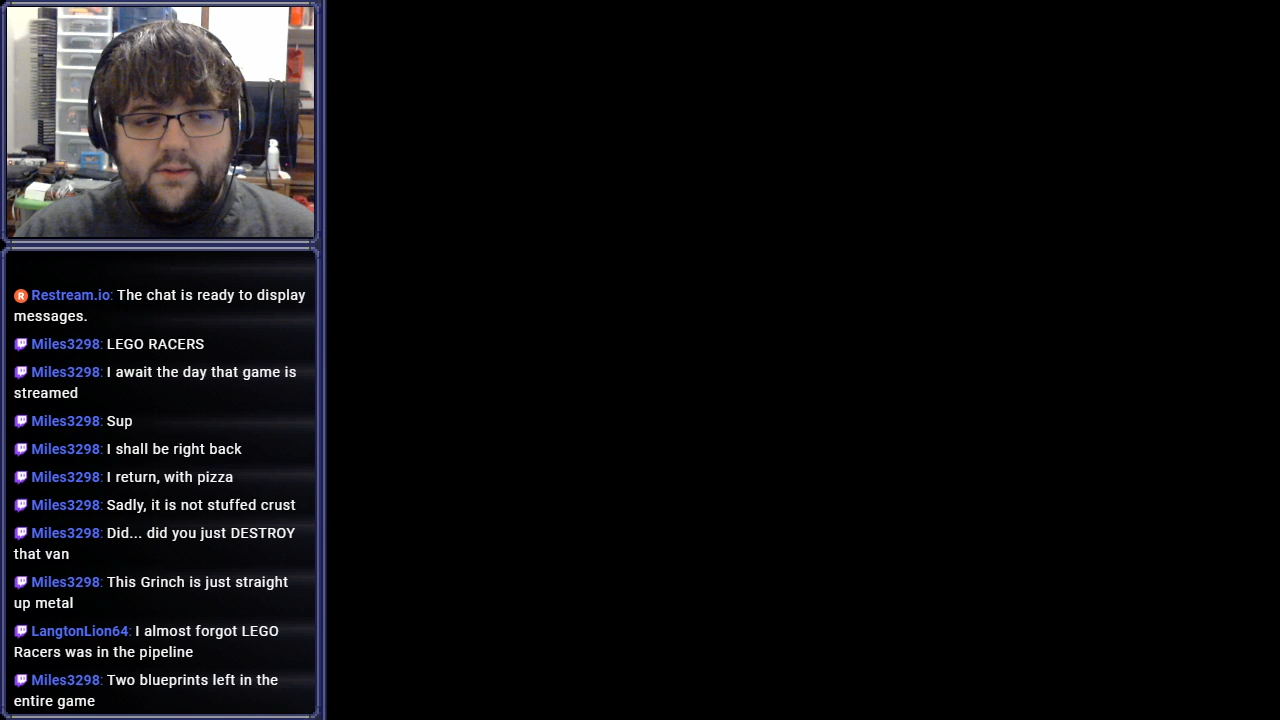 Restream.io: The chat is ready to display
messages.
Miles3298: LEGO RACERS
Miles3298: I await the day that game is
streamed
Miles3298: Sup
Miles3298: I shall be right back
Miles3298: I return, with pizza
Miles3298: Sadly, it is not stuffed crust
Miles3298: Did... did you just DESTROY
that van
Miles3298: This Grinch is just straight
up metal
LangtonLion64: I almost forgot LEGO
Racers was in the pipeline
Miles3298: Two blueprints left in the
entire game